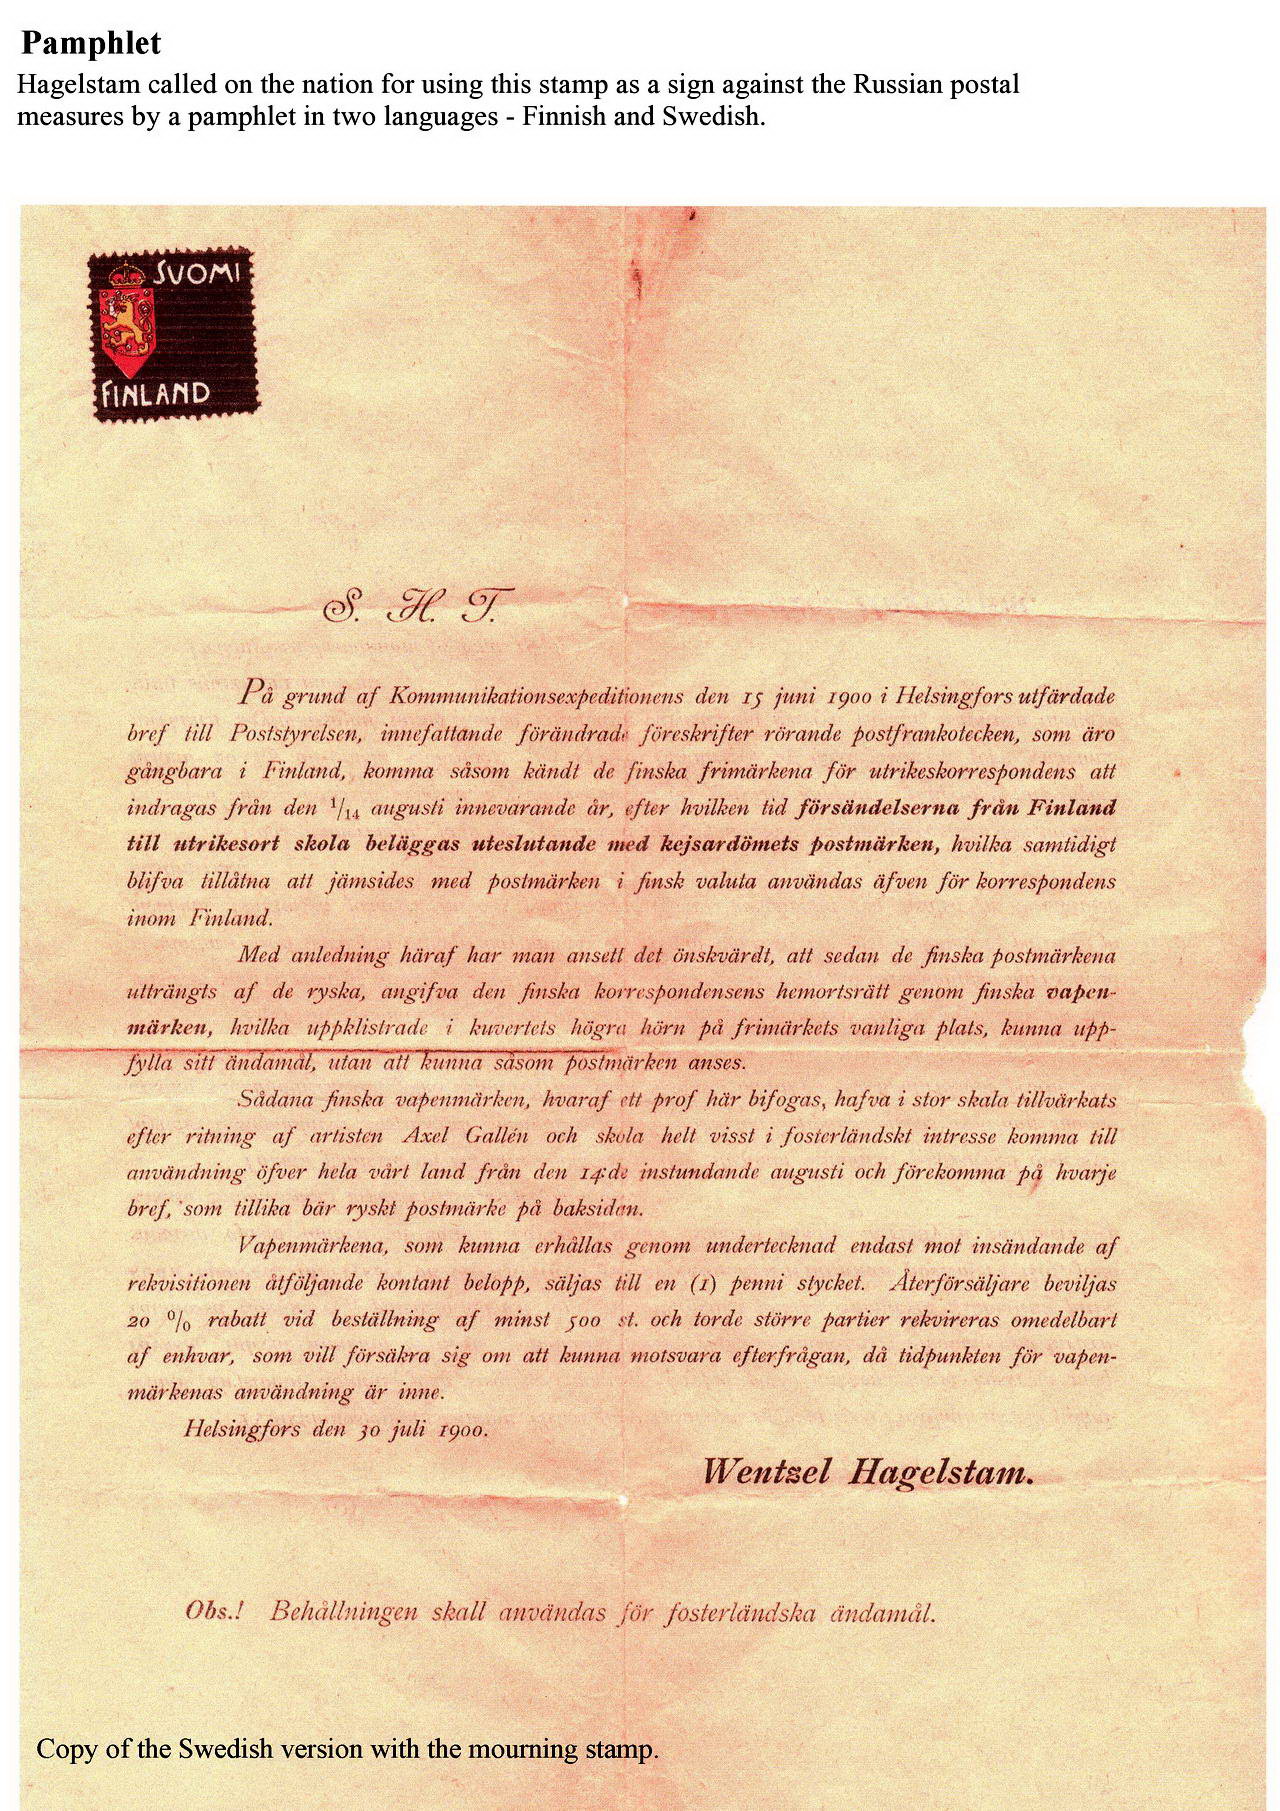 Pamphlet
Hagelstam called on the nation for using this stamp as a sign against the Russian postal
measures by a pamphlet in two languages - Finnish and Swedish.
SUOMI
FINLAND
S. H. T.
På grund af Kommunikationsexpeditionens den 15 juni 1900 i Helsingfors utfärdade
bref till Poststyrelsen, innefattande förändrade föreskrifter rörande postfrankotecken, som äro
gångbara i Finland, komma såsom kändt de finska frimärkena för utrikeskorrespondens att
indragas från den 1/14 augusti innevarande år, efter hvilken tid försändelserna från Finland
till utrikesort skola beläggas uteslutande med kejsardömets postmärken, hvilka samtidigt
blifva tillåtna att jämsides med postmärken i finsk valuta användas äfven för korrespondens
inom Finland.
Med anledning häraf har man ansett det önskvärdt, att sedan de finska postmärkena
utträngts af de ryska, angifva den finska korrespondensens hemortsrätt genom finska vapen-
märken, hvilka uppklistrade i kuvertets högra hörn på frimärkets vanliga plats, kunna upp-
fylla sitt ändamål, utan att kunna såsom postmärken anses.
Sådana finska vapenmärken, hvaraf ett prof här bifogas, hafva i stor skala tillvärkats
efter ritning af artisten Axel Gallén och skola helt visst i fosterländskt intresse komma till
användning öfver hela vårt land från den 14:de instundande augusti och förekomma på hvarje
bref, som tillika bär ryskt postmärke på baksidan.
Vapenmärkena, som kunna erhållas genom undertecknad endast mot insändande af
rekvisitionen åtföljande kontant belopp, säljas till en (1) penni stycket. Återförsäljare beviljas
20 % rabatt vid beställning af minst 500 st. och torde större partier rekvireras omedelbart
af enhvar, som vill försäkra sig om att kunna motsvara efterfrågan, då tidpunkten för vapen-
märkenas användning är inne.
Helsingfors den 30 juli 1900.
Wentzel Hagelstam.
Obs.! Behållningen skall användas för fosterländska ändamål.
Copy of the Swedish version with the mourning stamp.